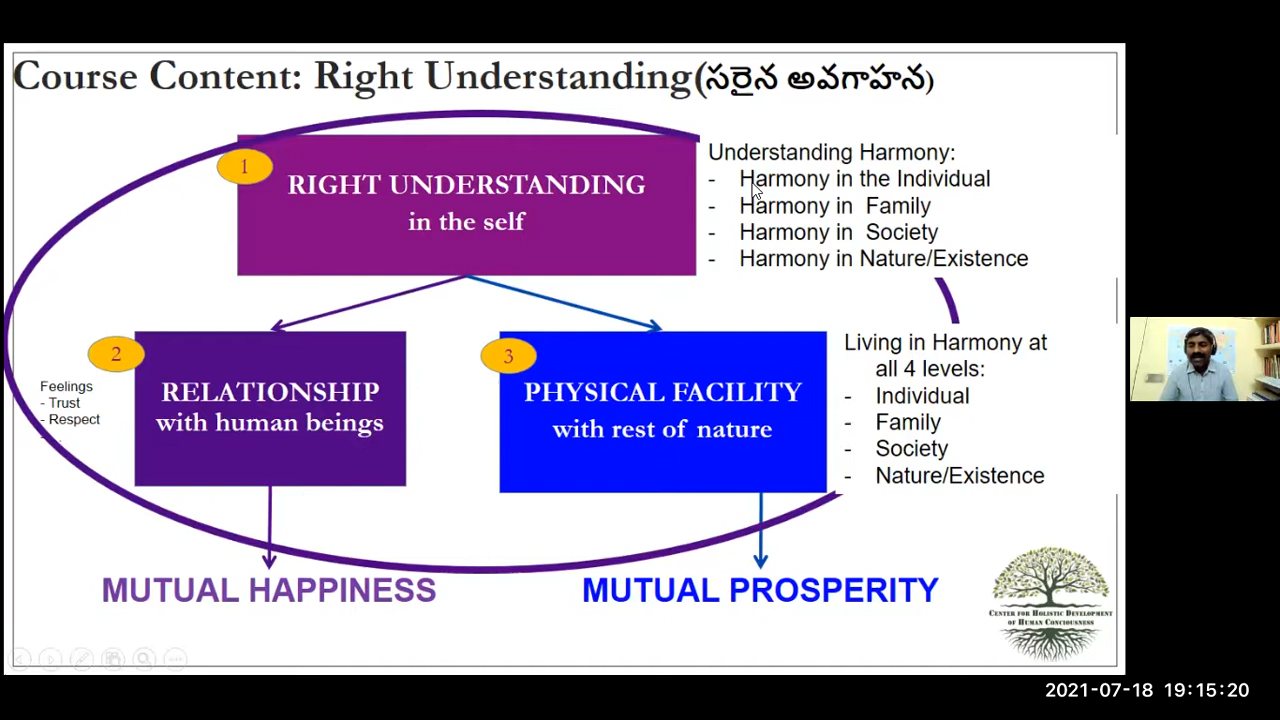 Course Content: Right Understanding(సరైన అవగాహన)
1
RIGHT UNDERSTANDING
in the self
Understanding Harmony:
- Harmony in the Individual
- Harmony in Family
- Harmony in Society
- Harmony in Nature/Existence
2
RELATIONSHIP
with human beings
Feelings
- Trust
- Respect
3
PHYSICAL FACILITY
with rest of nature
Living in Harmony at
all 4 levels:
- Individual
- Family
- Society
- Nature/Existence
MUTUAL HAPPINESS
MUTUAL PROSPERITY
CENTER FOR HOLISTIC DEVELOPMENT
OF HUMAN CONCIOUSNESS
2021-07-18 19:15:20